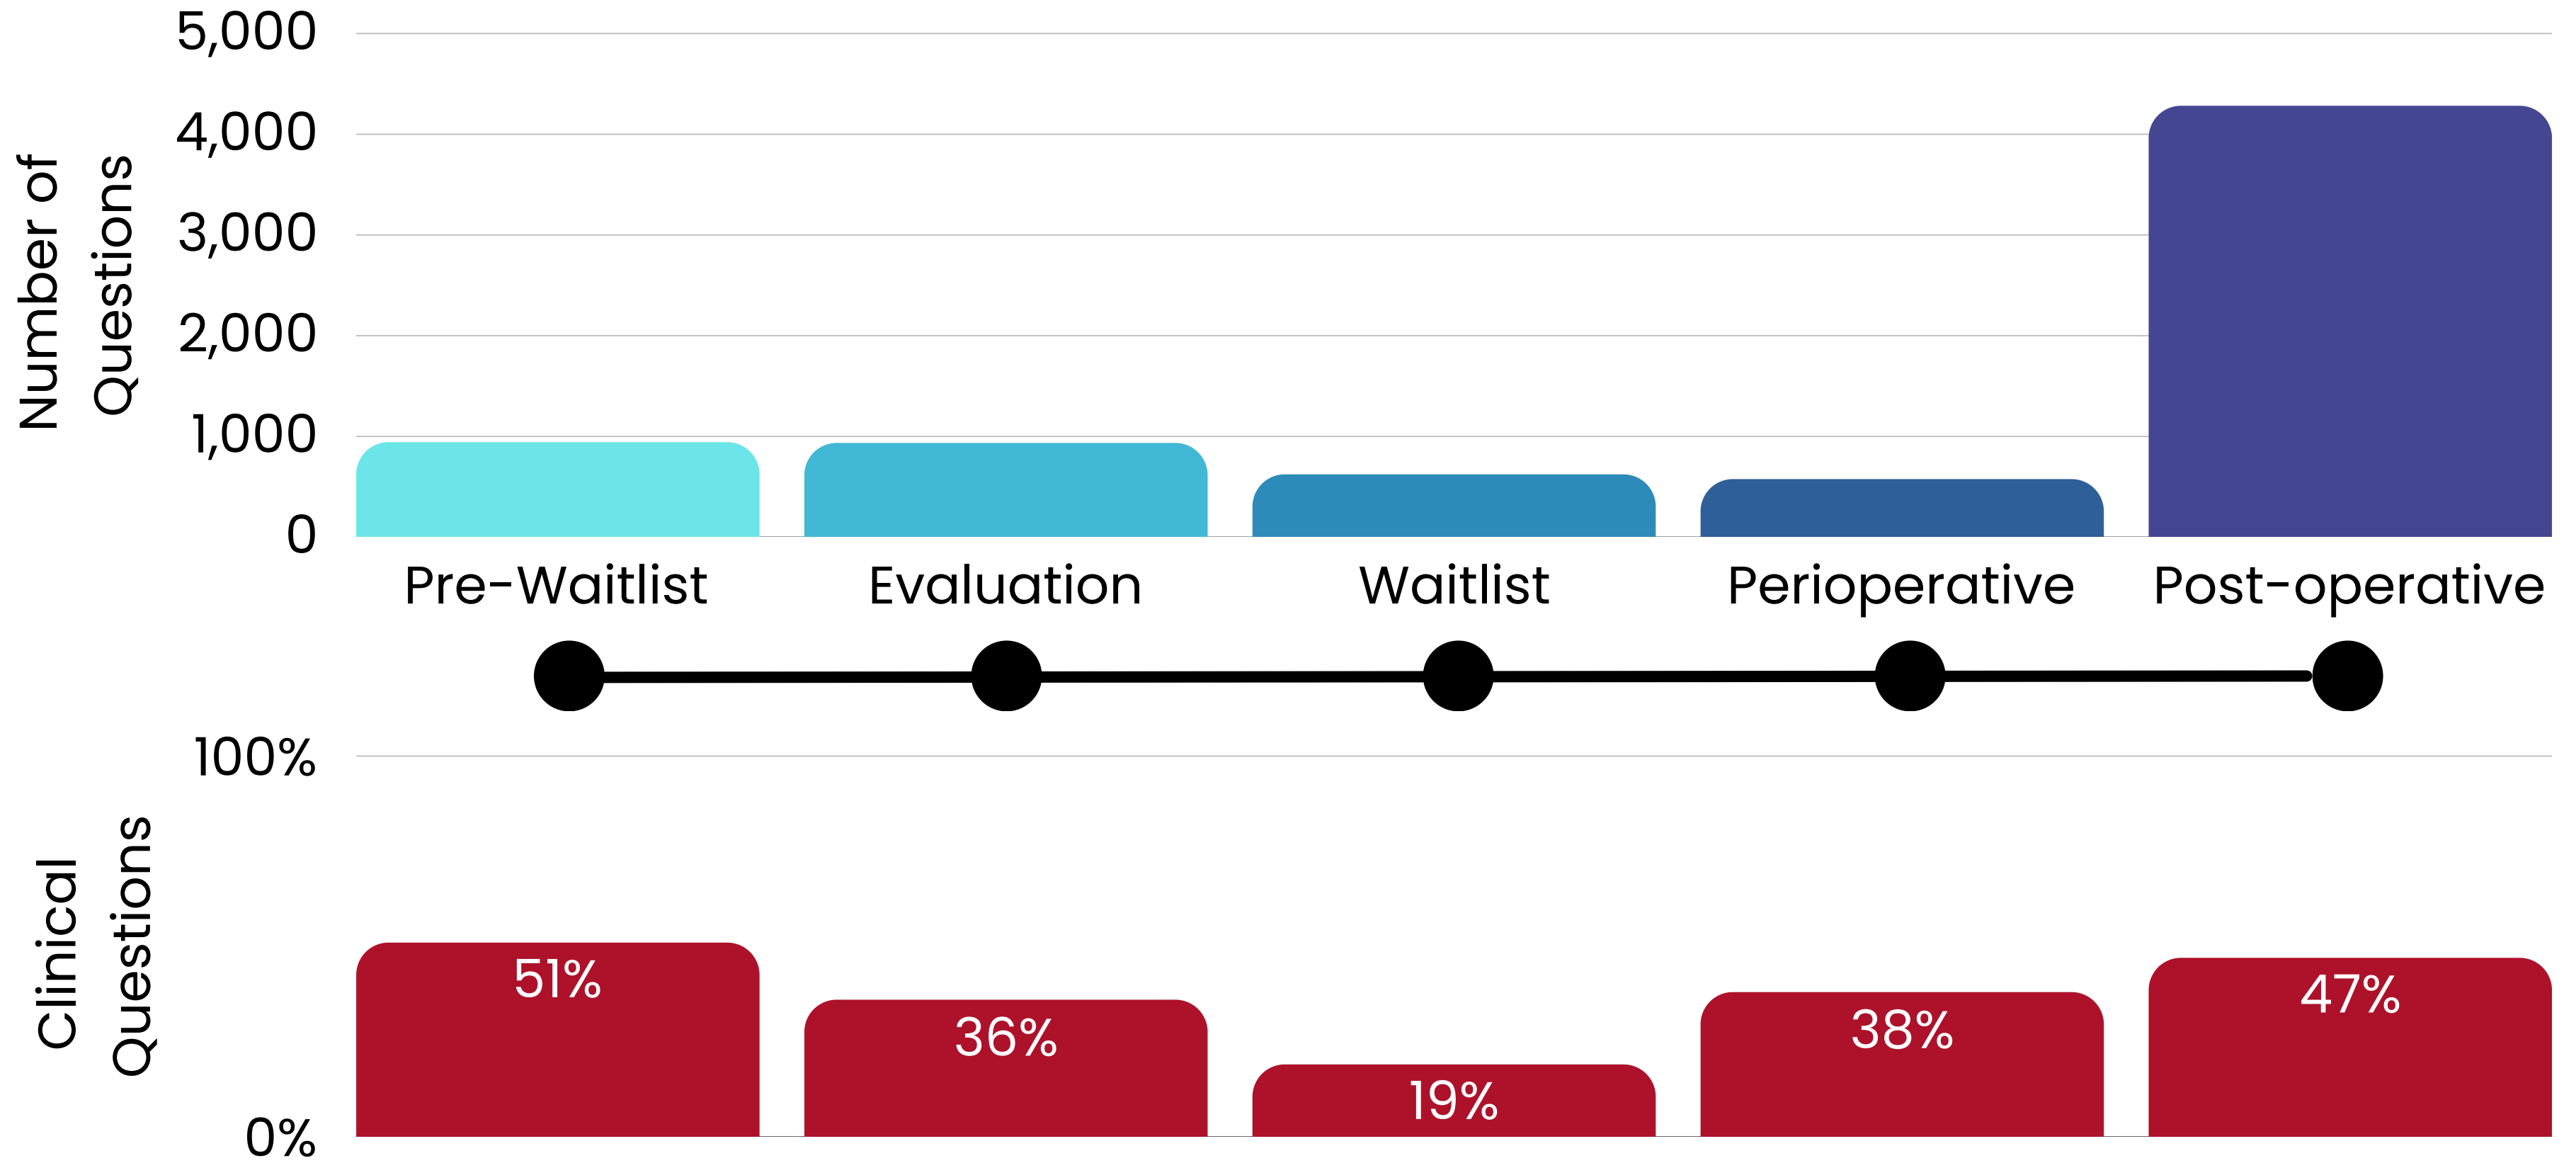 Number of
Questions
5,000
4,000
3,000
2,000
1,000
0
Pre-Waitlist
Evaluation
Waitlist
Perioperative
Post-operative
Clinical
Questions
100%
0%
51%
36%
19%
38%
47%